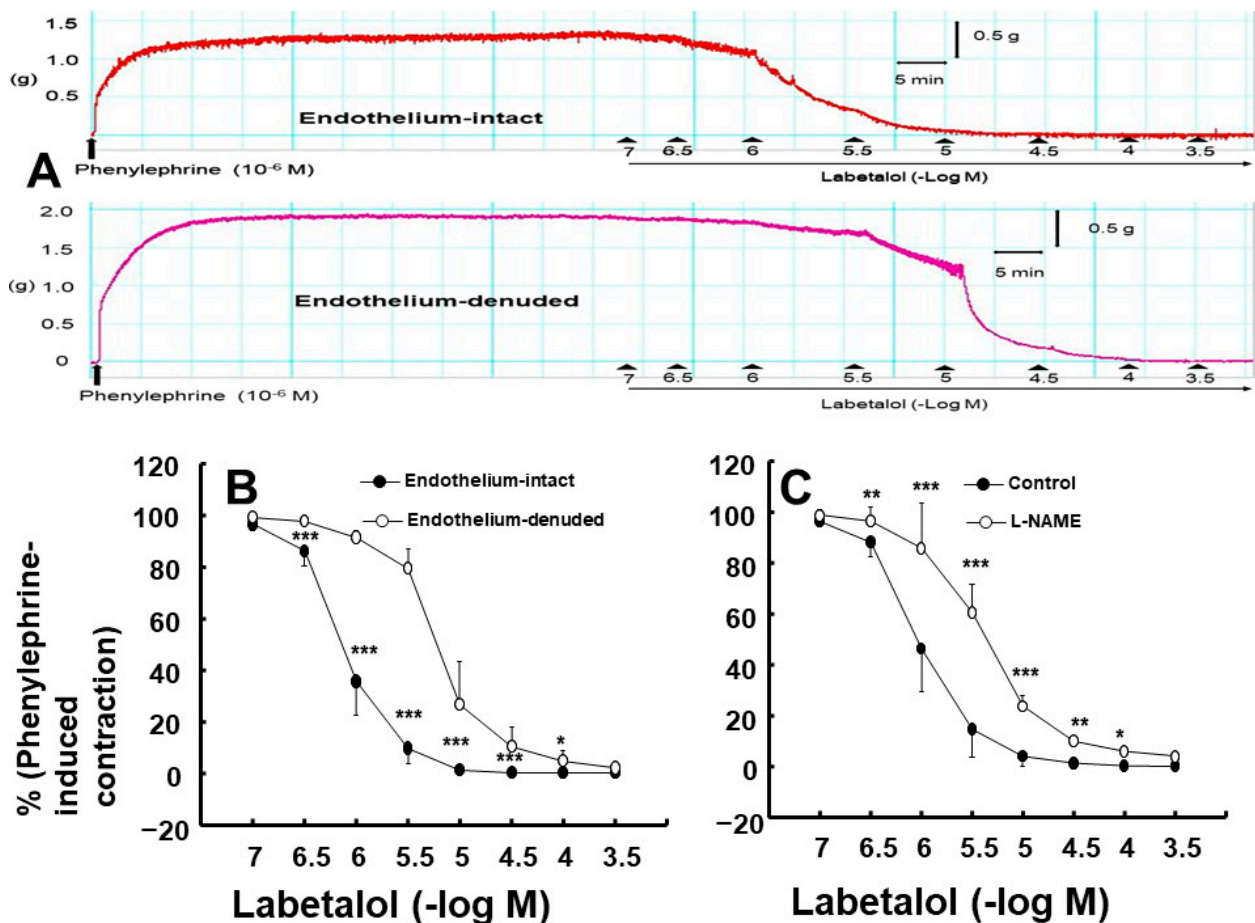 1.5
1.0
(g)
0.5
0.5 g
5 min
Endothelium-intact
7 6.5 6 5.5 5 4.5 4 3.5
Phenylephrine (10⁻⁶ M)
Labetalol (-Log M)
A
2.0
1.5
(g) 1.0
0.5
0
0.5 g
5 min
Endothelium-denuded
7 6.5 6 5.5 5 4.5 4 3.5
Phenylephrine (10⁻⁶ M)
Labetalol (-Log M)
B
Endothelium-intact
Endothelium-denuded
120
100
80
60
40
20
0
−20
***
***
***
***
***
*
% (Phenylephrine-
induced
contraction)
7 6.5 6 5.5 5 4.5 4 3.5
Labetalol (-log M)
C
Control
L-NAME
120
100
80
60
40
20
0
−20
**
***
***
***
**
*
7 6.5 6 5.5 5 4.5 4 3.5
Labetalol (-log M)